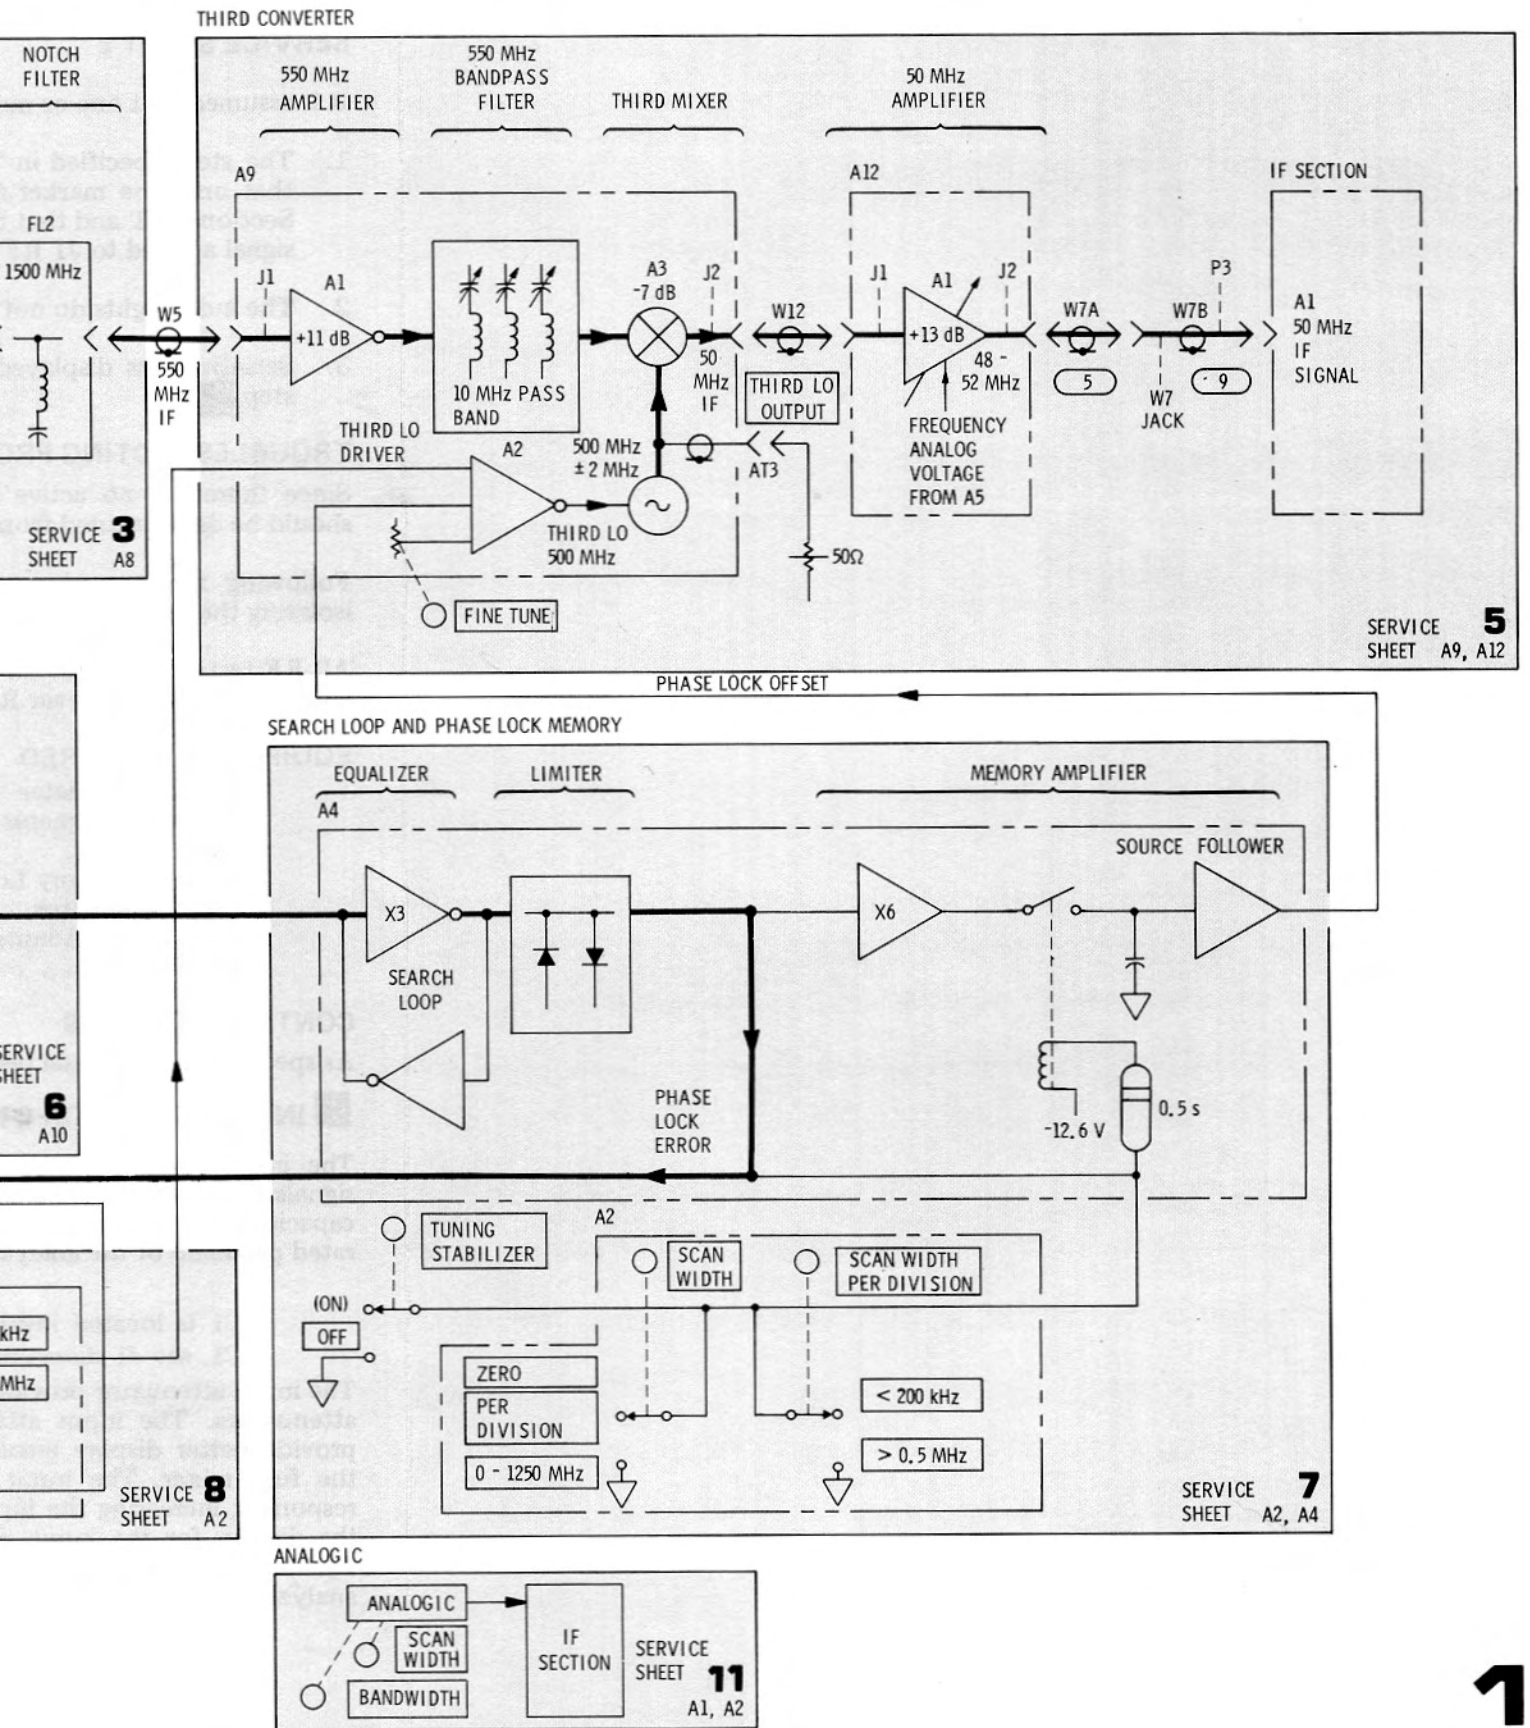 THIRD CONVERTER
NOTCH
FILTER
550 MHz
AMPLIFIER
550 MHz
BANDPASS
FILTER
THIRD MIXER
50 MHz
AMPLIFIER
A9
A12
IF SECTION
FL2
1500 MHz
W5
550
MHz
IF
J1
A1
+11 dB
10 MHz PASS
BAND
A3
-7 dB
J2
50
MHz
IF
W12
THIRD LO
OUTPUT
J1
A1
J2
+13 dB
48 -
52 MHz
FREQUENCY
ANALOG
VOLTAGE
FROM A5
W7A
5
W7B
P3
9
W7
JACK
A1
50 MHz
IF
SIGNAL
THIRD LO
DRIVER
A2
500 MHz
± 2 MHz
AT3
THIRD LO
500 MHz
50Ω
FINE TUNE
SERVICE 3
SHEET A8
SERVICE 5
SHEET A9, A12
PHASE LOCK OFFSET
SEARCH LOOP AND PHASE LOCK MEMORY
EQUALIZER
LIMITER
MEMORY AMPLIFIER
A4
SOURCE FOLLOWER
X3
X6
SEARCH
LOOP
PHASE
LOCK
ERROR
-12.6 V
0.5 s
SERVICE
SHEET
6
A10
A2
TUNING
STABILIZER
SCAN
WIDTH
SCAN WIDTH
PER DIVISION
(ON)
OFF
ZERO
PER
DIVISION
0 - 1250 MHz
< 200 kHz
> 0.5 MHz
kHz
MHz
SERVICE 8
SHEET A2
SERVICE 7
SHEET A2, A4
ANALOGIC
ANALOGIC
SCAN
WIDTH
BANDWIDTH
IF
SECTION
SERVICE
SHEET 11
A1, A2
1